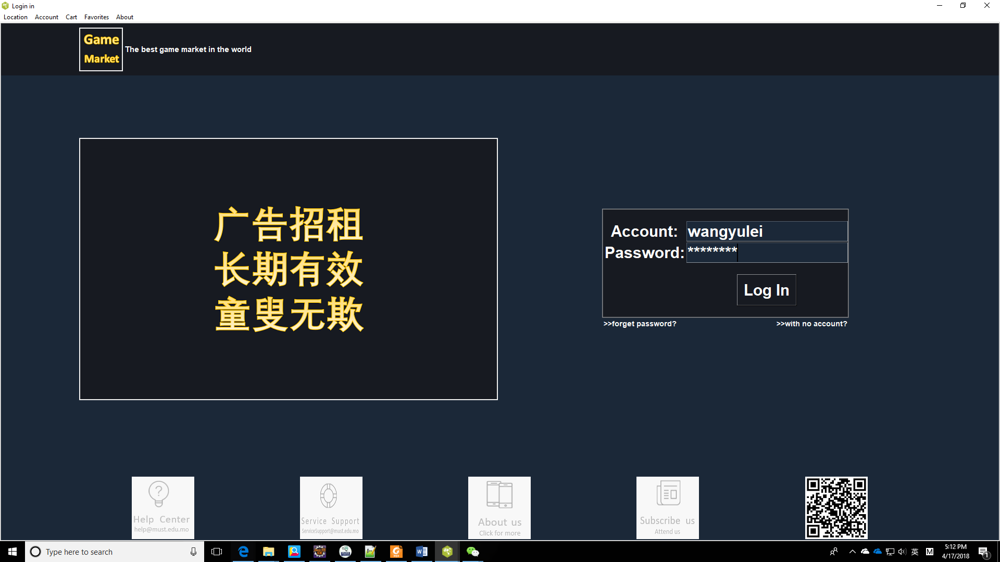 Login in
Location Account Cart Favorites About
Game
Market
The best game market in the world
广告招租
长期有效
童叟无欺
Account: wangyulei
Password: ********
Log In
>>forget password? >>with no account?
Help Center
help@must.edu.mo
Service Support
ServiceSupport@must.edu.mo
About us
Click for more
Subscribe us
Attend us
Type here to search
英
M
5:12 PM
4/17/2018
1